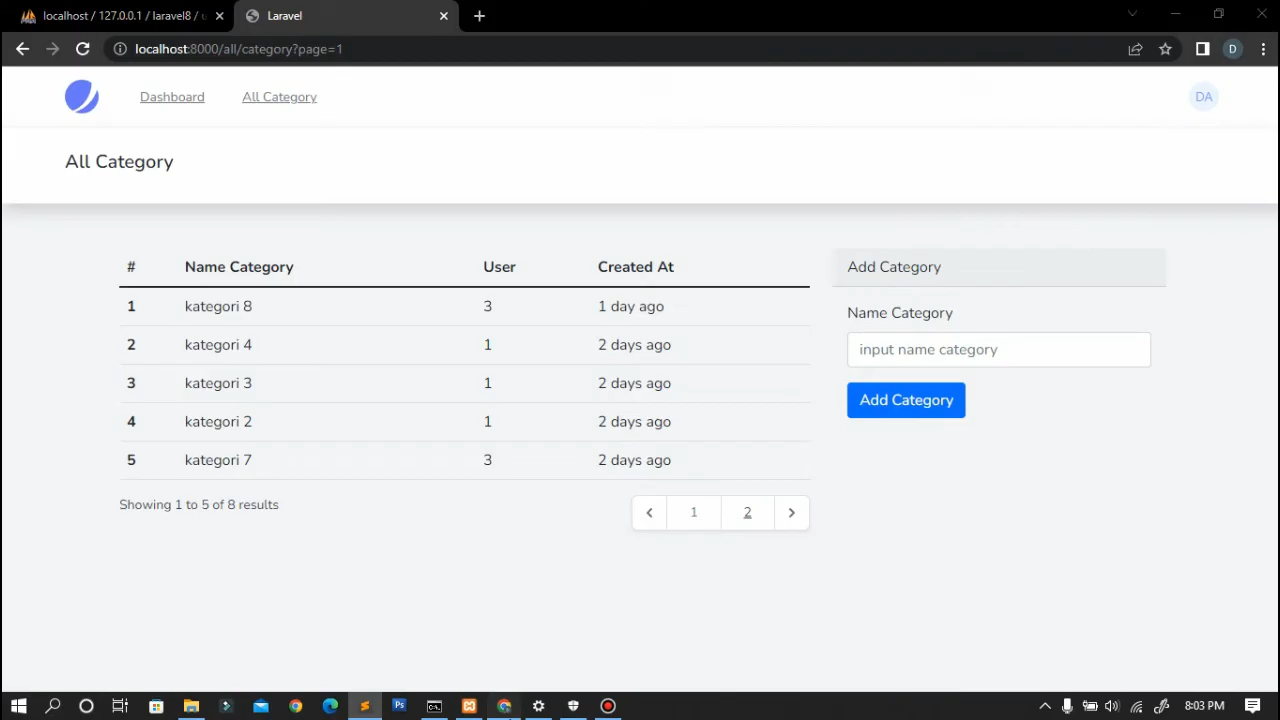 localhost / 127.0.0.1 / laravel8 / u
Laravel
localhost:8000/all/category?page=1
D
Dashboard
All Category
DA
All Category
# Name Category User Created At
1 kategori 8 3 1 day ago
2 kategori 4 1 2 days ago
3 kategori 3 1 2 days ago
4 kategori 2 1 2 days ago
5 kategori 7 3 2 days ago
Showing 1 to 5 of 8 results
1 2
Add Category
Name Category
input name category
Add Category
Ps
8:03 PM